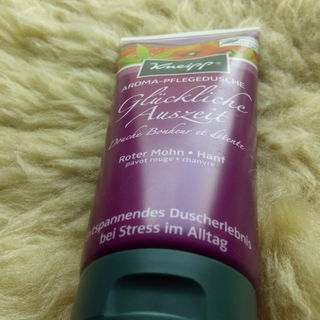 Kneipp
AROMA-PFLEGEDUSCHE
Glückliche
Auszeit
Douche Bonheur et détente
Roter Mohn • Hanf
pavot rouge • chanvre
Entspannendes Duscherlebnis
bei Stress im Alltag